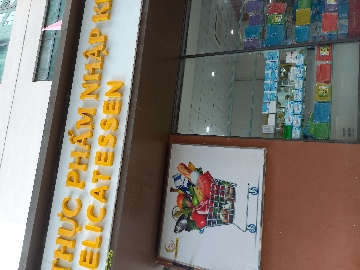 THỰC PHẨM NHẬP K
ELICATESSEN